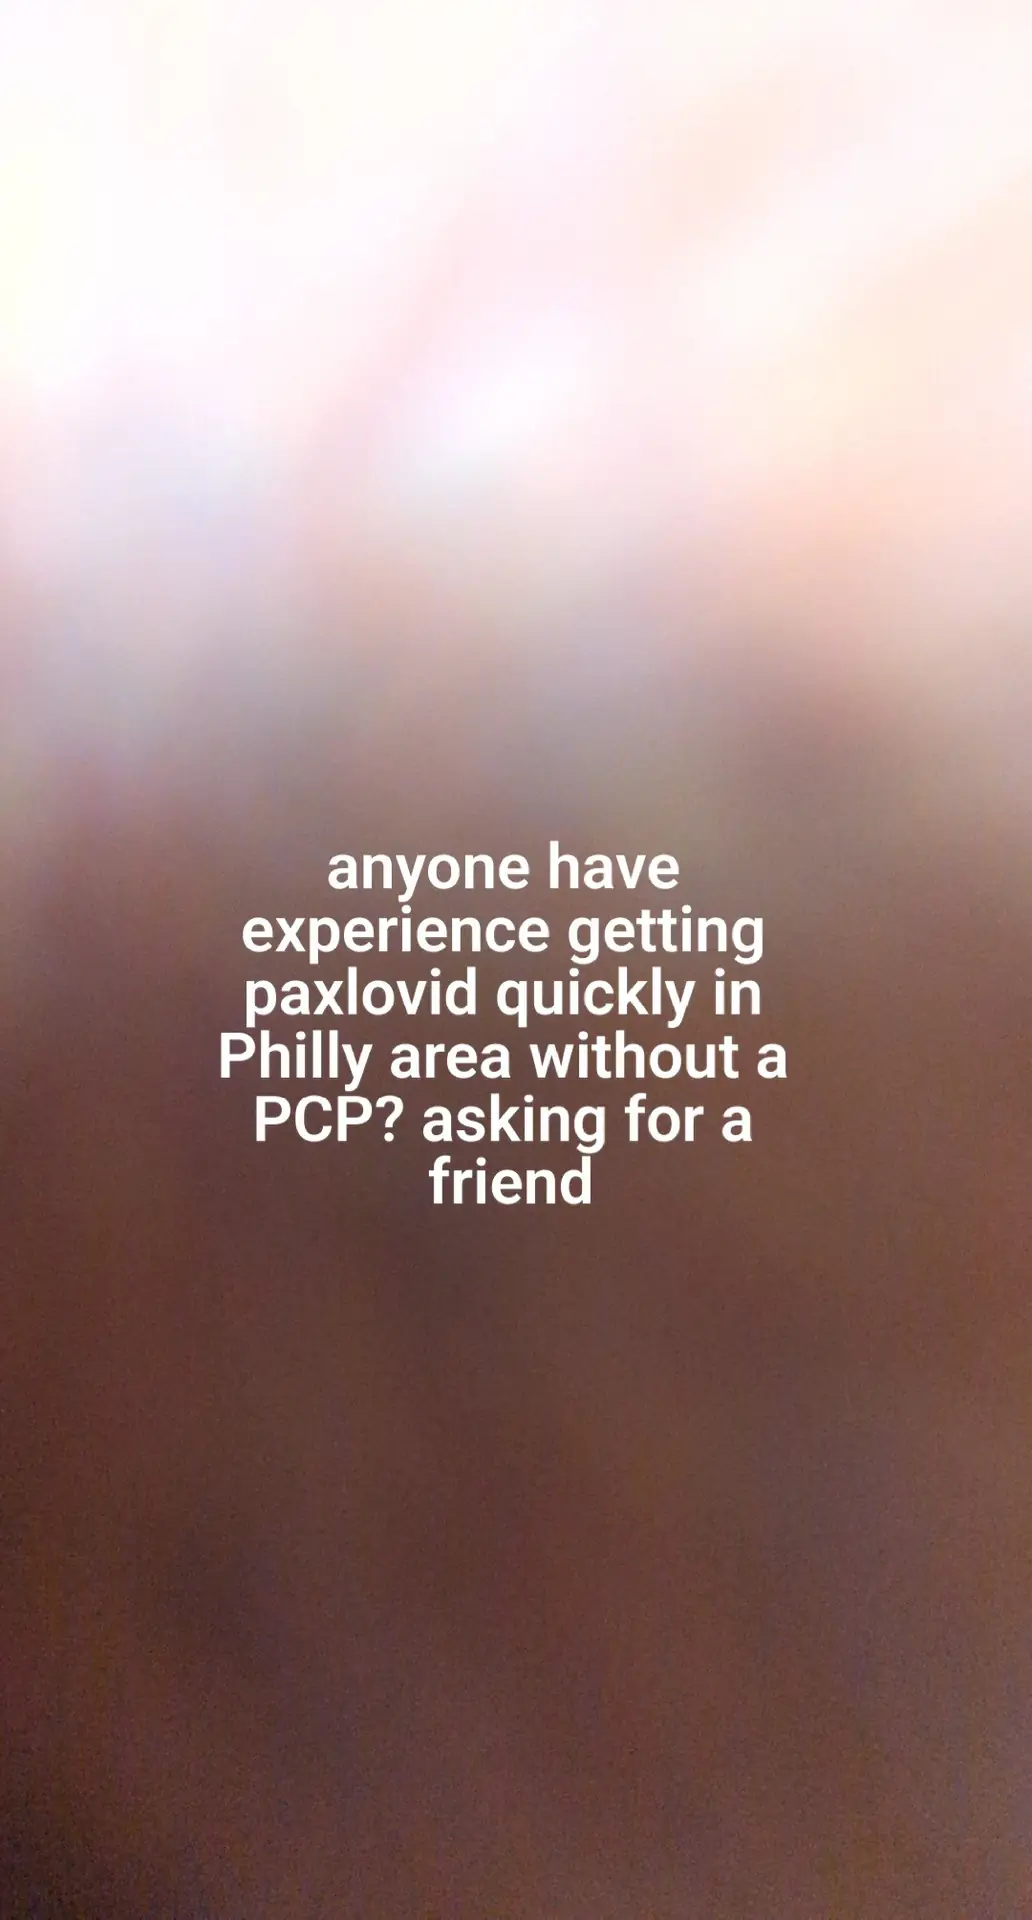 anyone have
experience getting
paxlovid quickly in
Philly area without a
PCP? asking for a
friend